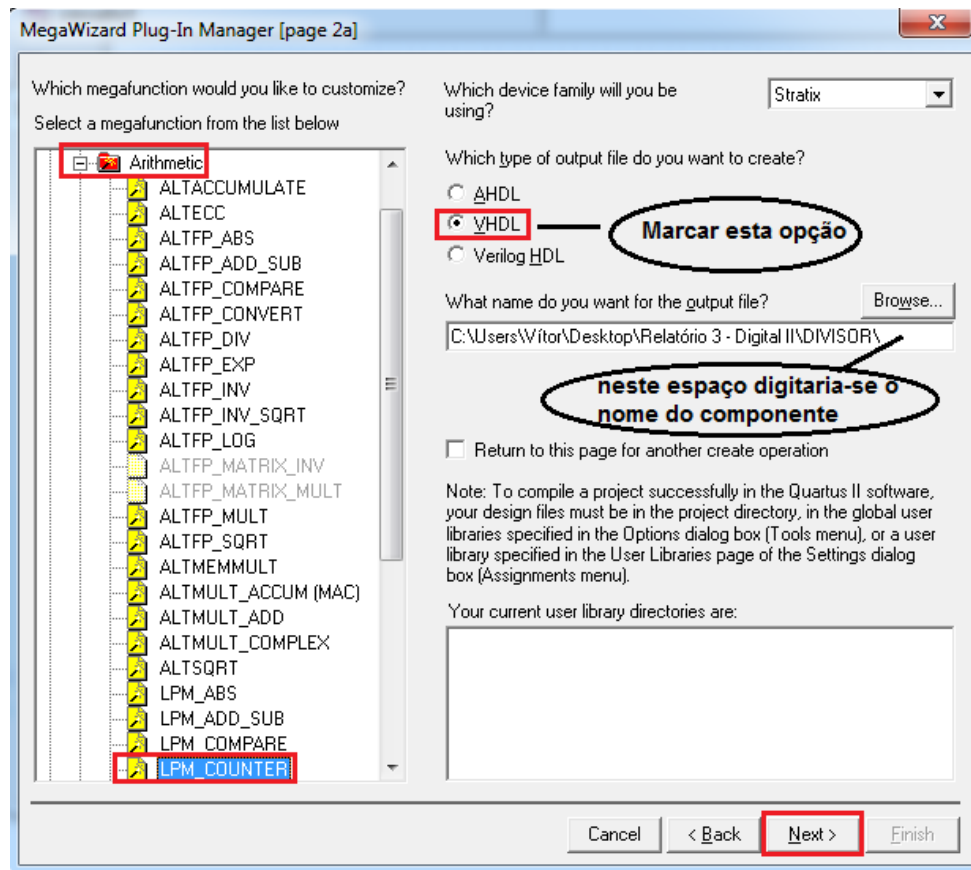 MegaWizard Plug-In Manager [page 2a]
x
Which megafunction would you like to customize?
Select a megafunction from the list below
Arithmetic
ALTACCUMULATE
ALTECC
ALTFP_ABS
ALTFP_ADD_SUB
ALTFP_COMPARE
ALTFP_CONVERT
ALTFP_DIV
ALTFP_EXP
ALTFP_INV
ALTFP_INV_SQRT
ALTFP_LOG
ALTFP_MATRIX_INV
ALTFP_MATRIX_MULT
ALTFP_MULT
ALTFP_SQRT
ALTMEMMULT
ALTMULT_ACCUM (MAC)
ALTMULT_ADD
ALTMULT_COMPLEX
ALTSQRT
LPM_ABS
LPM_ADD_SUB
LPM_COMPARE
LPM_COUNTER
Which device family will you be
using?
Stratix
Which type of output file do you want to create?
AHDL
VHDL
Marcar esta opção
Verilog HDL
What name do you want for the output file?
Browse...
C:\Users\Vítor\Desktop\Relatório 3 - Digital II\DIVISOR\
neste espaço digitaria-se o
nome do componente
Return to this page for another create operation
Note: To compile a project successfully in the Quartus II software,
your design files must be in the project directory, in the global user
libraries specified in the Options dialog box (Tools menu), or a user
library specified in the User Libraries page of the Settings dialog
box (Assignments menu).
Your current user library directories are:
Cancel
< Back
Next >
Finish